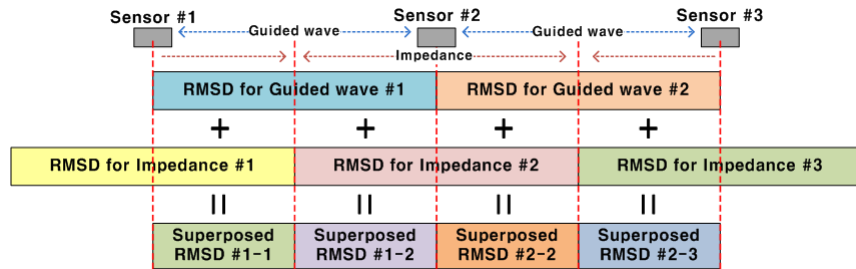 Sensor #1
Sensor #2
Sensor #3
Guided wave
Guided wave
Impedance
RMSD for Guided wave #1
RMSD for Guided wave #2
+ + + +
RMSD for Impedance #1
RMSD for Impedance #2
RMSD for Impedance #3
= = = =
Superposed
RMSD #1-1
Superposed
RMSD #1-2
Superposed
RMSD #2-2
Superposed
RMSD #2-3